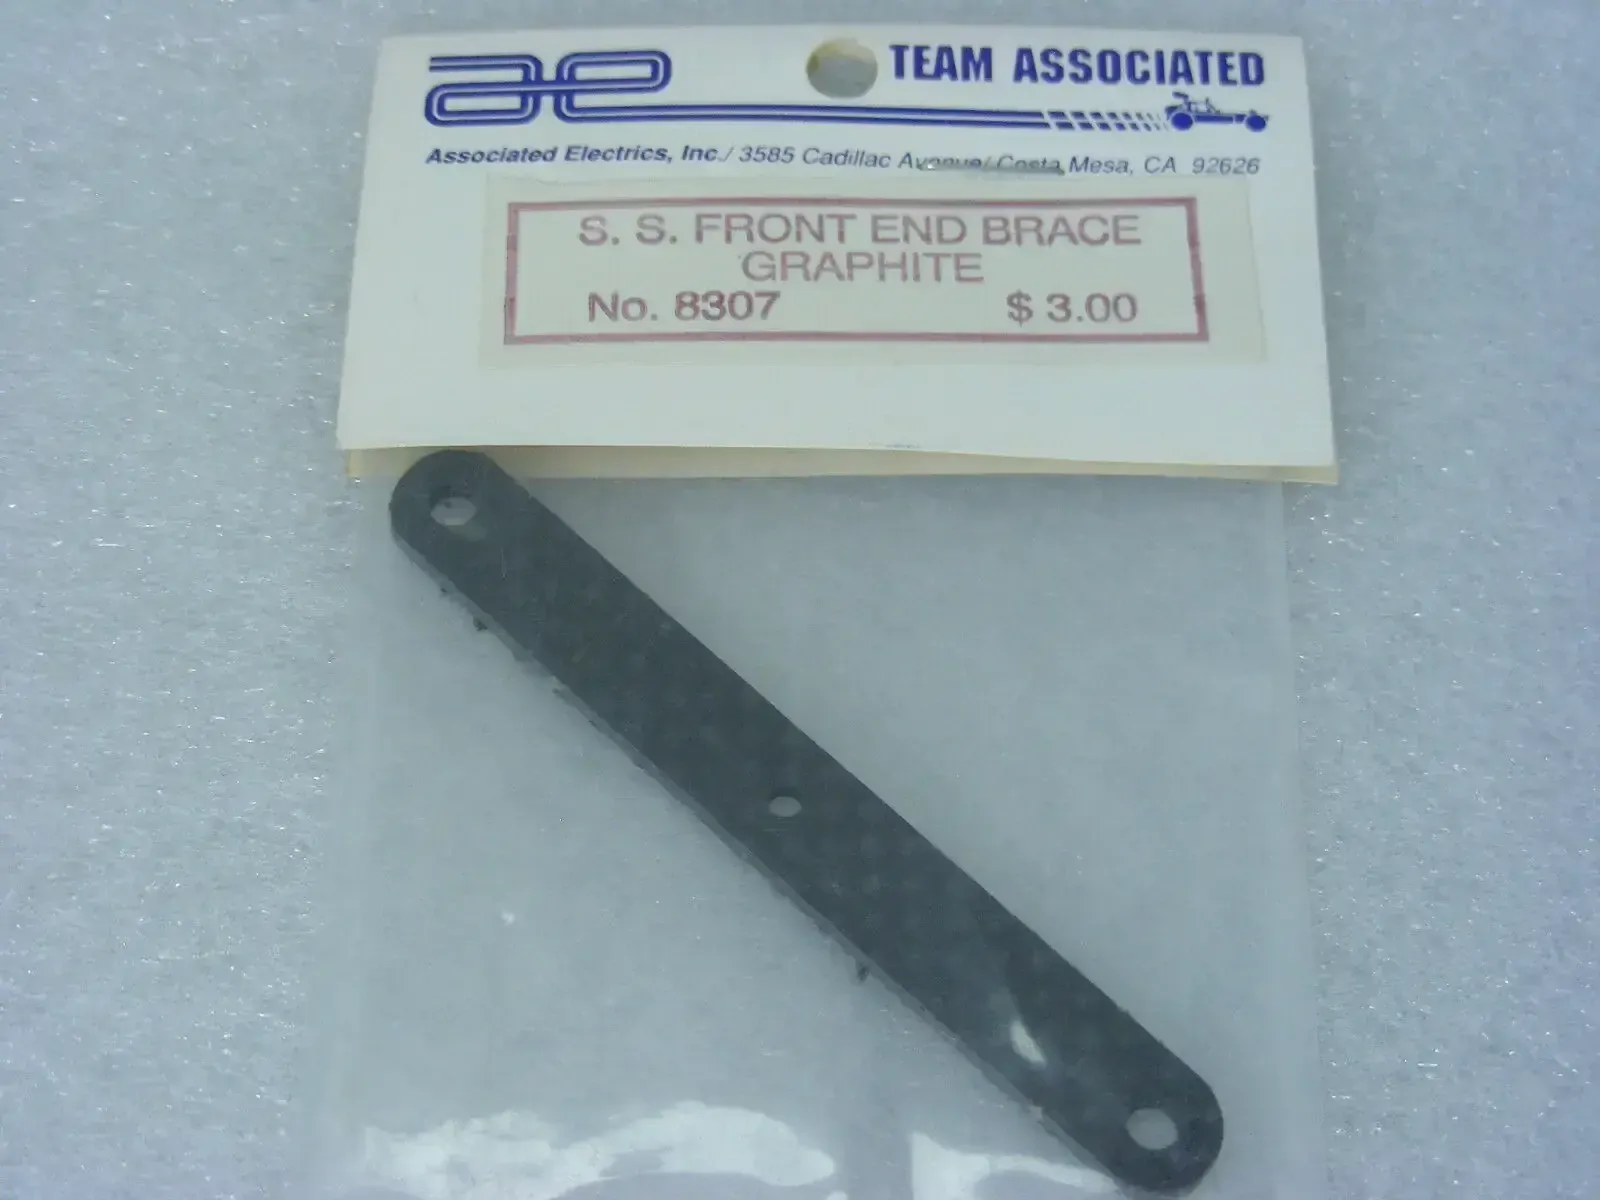 ae TEAM ASSOCIATED
Associated Electrics, Inc./ 3585 Cadillac Avenue/ Costa Mesa, CA 92626
S. S. FRONT END BRACE
GRAPHITE
No. 8307 $ 3.00